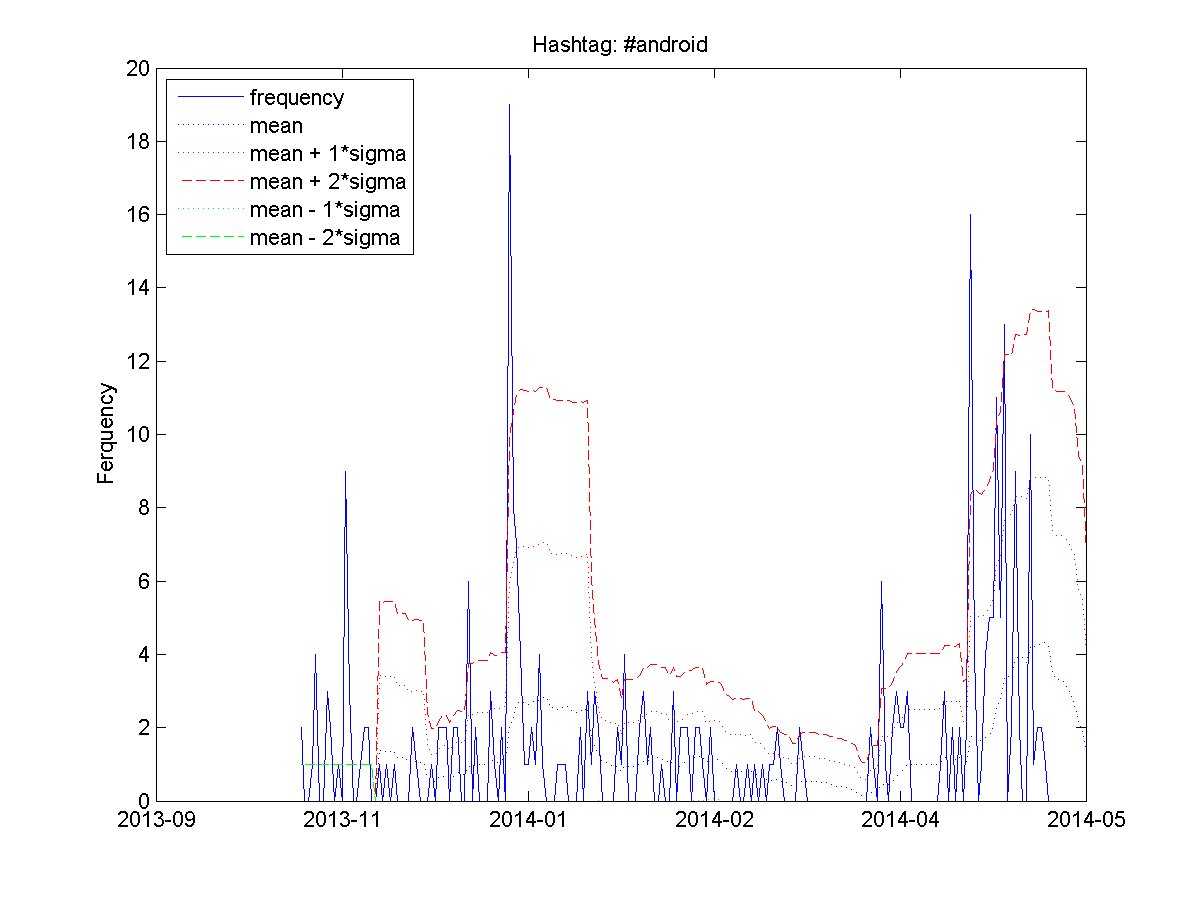 Hashtag: #android
20
18
16
14
12
10
8
6
4
2
0
Ferquency
frequency
mean
mean + 1*sigma
mean + 2*sigma
mean - 1*sigma
mean - 2*sigma
2013-09 2013-11 2014-01 2014-02 2014-04 2014-05